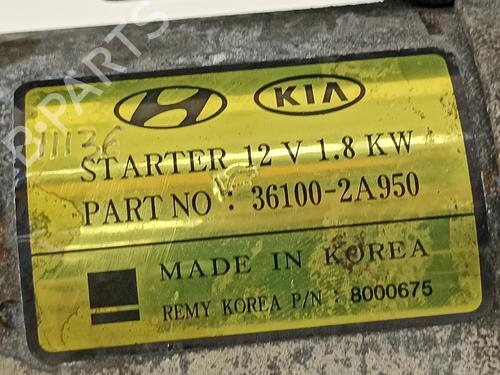 B-PARTS
KIA
11136
STARTER 12 V 1.8 KW
PART NO : 36100-2A950
MADE IN KOREA
REMY KOREA P/N : 8000675